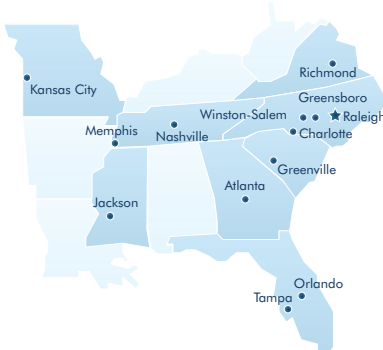 Richmond
Kansas City
Greensboro
Winston-Salem
Raleigh
Memphis
Nashville
Charlotte
Greenville
Atlanta
Jackson
Orlando
Tampa